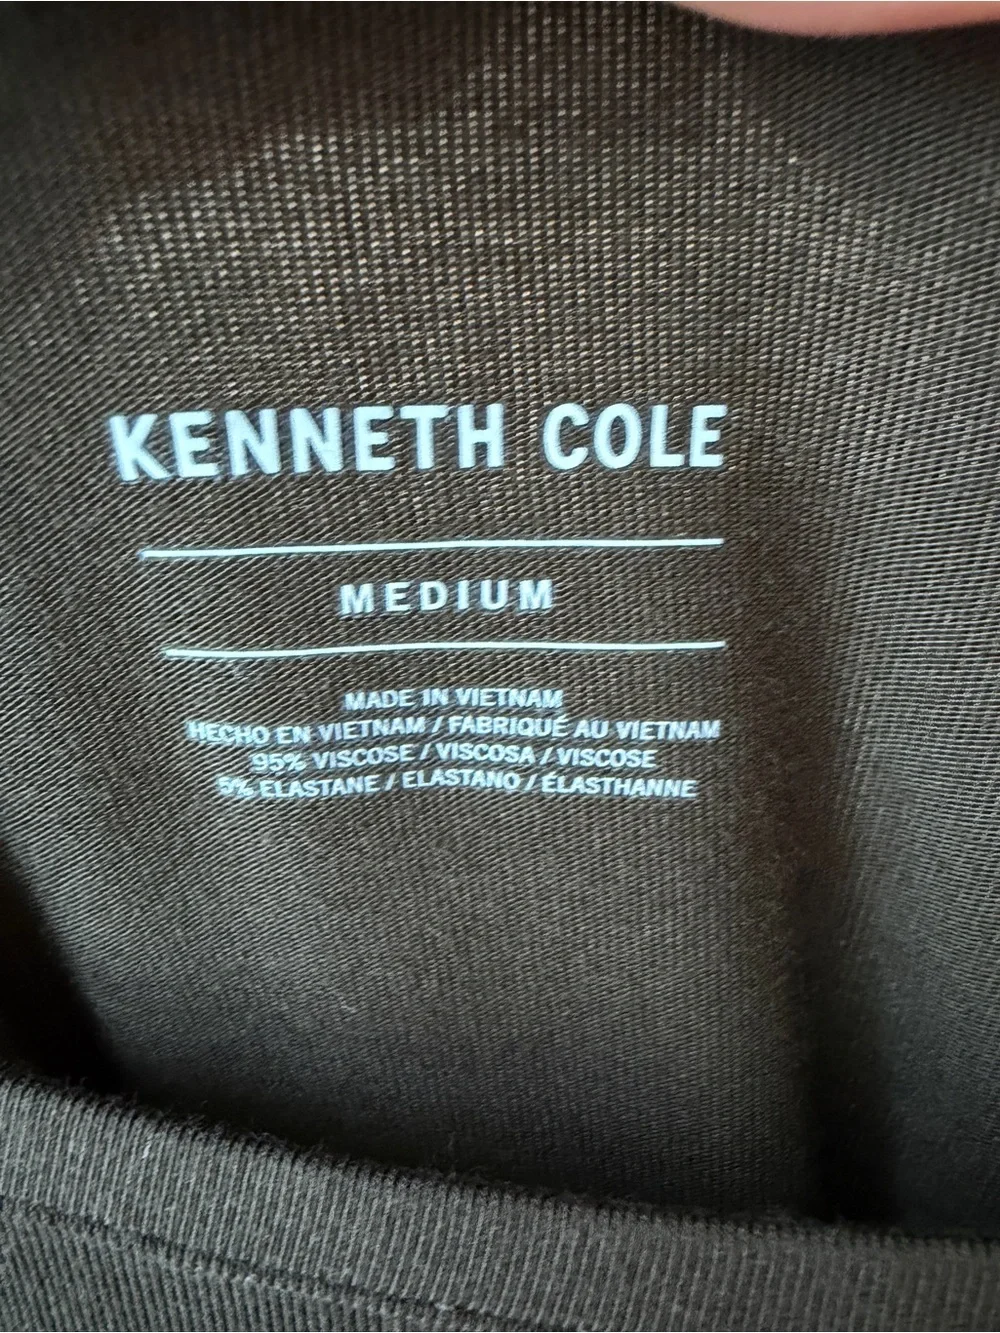 KENNETH COLE
MEDIUM
MADE IN VIETNAM
HECHO EN VIETNAM / FABRIQUÉ AU VIETNAM
95% VISCOSE / VISCOSA / VISCOSE
5% ELASTANE / ELASTANO / ÉLASTHANNE